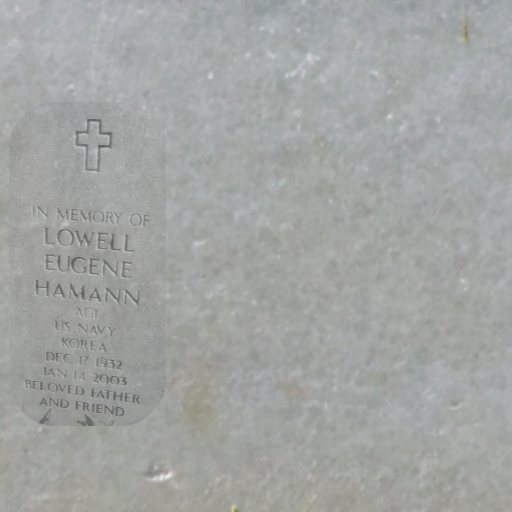 IN MEMORY OF
LOWELL
EUGENE
HAMANN
AG1
US NAVY
KOREA
DEC 17 1932
JAN 14 2003
BELOVED FATHER
AND FRIEND